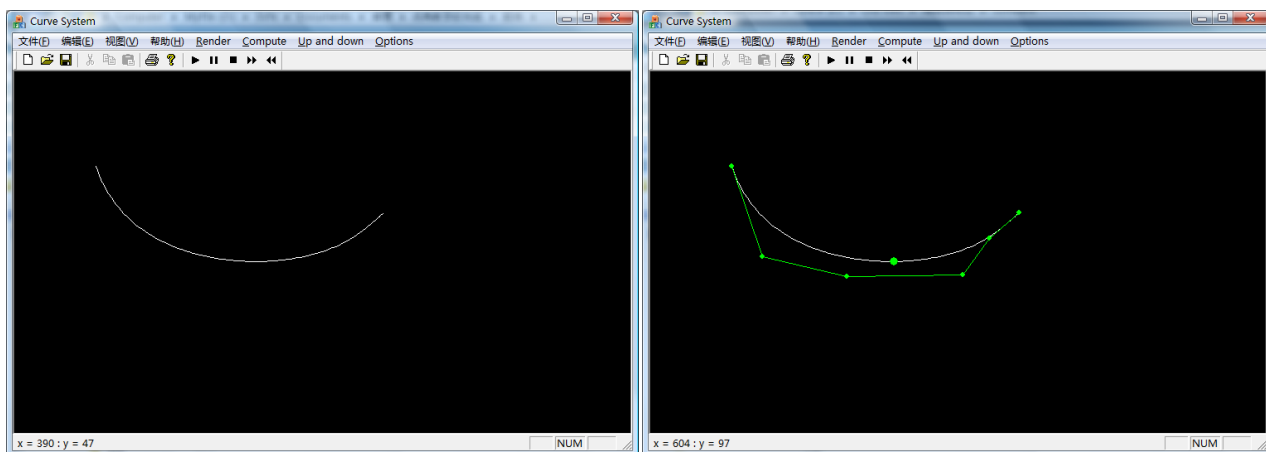 Curve System
文件(F) 编辑(E) 视图(V) 帮助(H) Render Compute Up and down Options
x = 390 : y = 47 NUM
Curve System
文件(F) 编辑(E) 视图(V) 帮助(H) Render Compute Up and down Options
x = 604 : y = 97 NUM